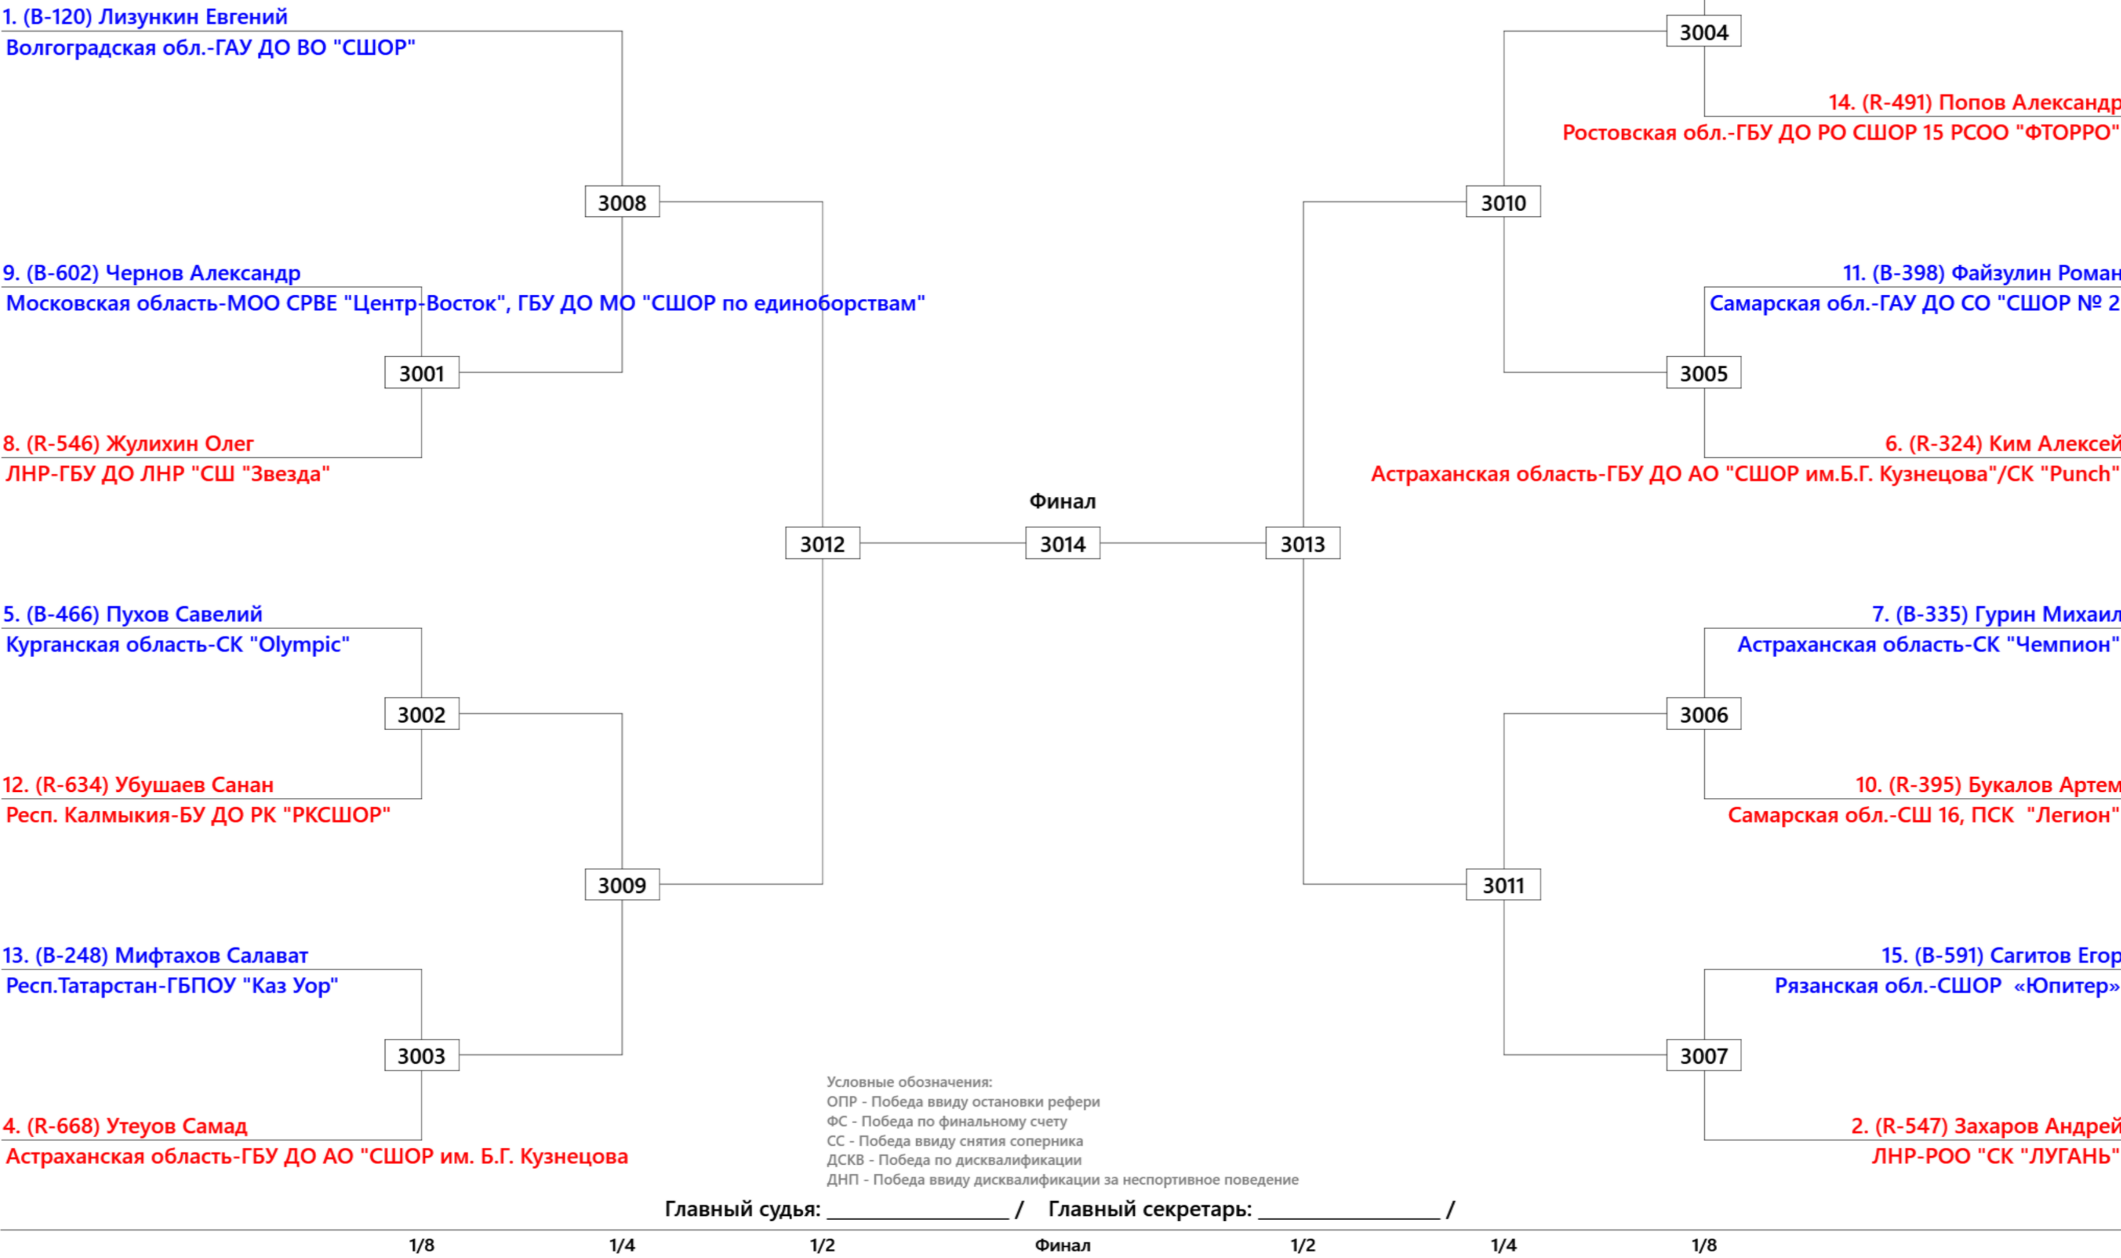 1. (B-120) Лизункин Евгений
Волгоградская обл.-ГАУ ДО ВО "СШОР"
3008
9. (B-602) Чернов Александр
Московская область-МОО СРВЕ "Центр-Восток", ГБУ ДО МО "СШОР по единоборствам"
3001
8. (R-546) Жулихин Олег
ЛНР-ГБУ ДО ЛНР "СШ "Звезда"
3012
5. (B-466) Пухов Савелий
Курганская область-СК "Olympic"
3002
12. (R-634) Убушаев Санан
Респ. Калмыкия-БУ ДО РК "РКСШОР"
3009
13. (B-248) Мифтахов Салават
Респ.Татарстан-ГБПОУ "Каз Уор"
3003
4. (R-668) Утеуов Самад
Астраханская область-ГБУ ДО АО "СШОР им. Б.Г. Кузнецова
Финал
3014
3004
14. (R-491) Попов Александр
Ростовская обл.-ГБУ ДО РО СШОР 15 РСОО "ФТОРРО"
3010
11. (B-398) Файзулин Роман
Самарская обл.-ГАУ ДО СО "СШОР № 2
3005
6. (R-324) Ким Алексей
Астраханская область-ГБУ ДО АО "СШОР им.Б.Г. Кузнецова"/СК "Punch"
3013
7. (B-335) Гурин Михаил
Астраханская область-СК "Чемпион"
3006
10. (R-395) Букалов Артем
Самарская обл.-СШ 16, ПСК "Легион"
3011
15. (B-591) Сагитов Егор
Рязанская обл.-СШОР «Юпитер»
3007
2. (R-547) Захаров Андрей
ЛНР-РОО "СК "ЛУГАНЬ"
Условные обозначения:
ОПР - Победа ввиду остановки рефери
ФС - Победа по финальному счету
СС - Победа ввиду снятия соперника
ДСКВ - Победа по дисквалификации
ДНП - Победа ввиду дисквалификации за неспортивное поведение
Главный судья: __________________ / Главный секретарь: __________________ /
1/8 1/4 1/2 Финал 1/2 1/4 1/8